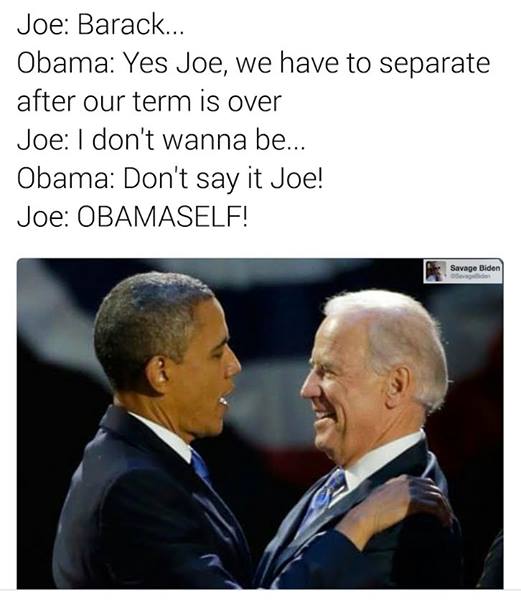 Joe: Barack...
Obama: Yes Joe, we have to separate
after our term is over
Joe: I don't wanna be...
Obama: Don't say it Joe!
Joe: OBAMASELF!
Savage Biden
@SavageBiden